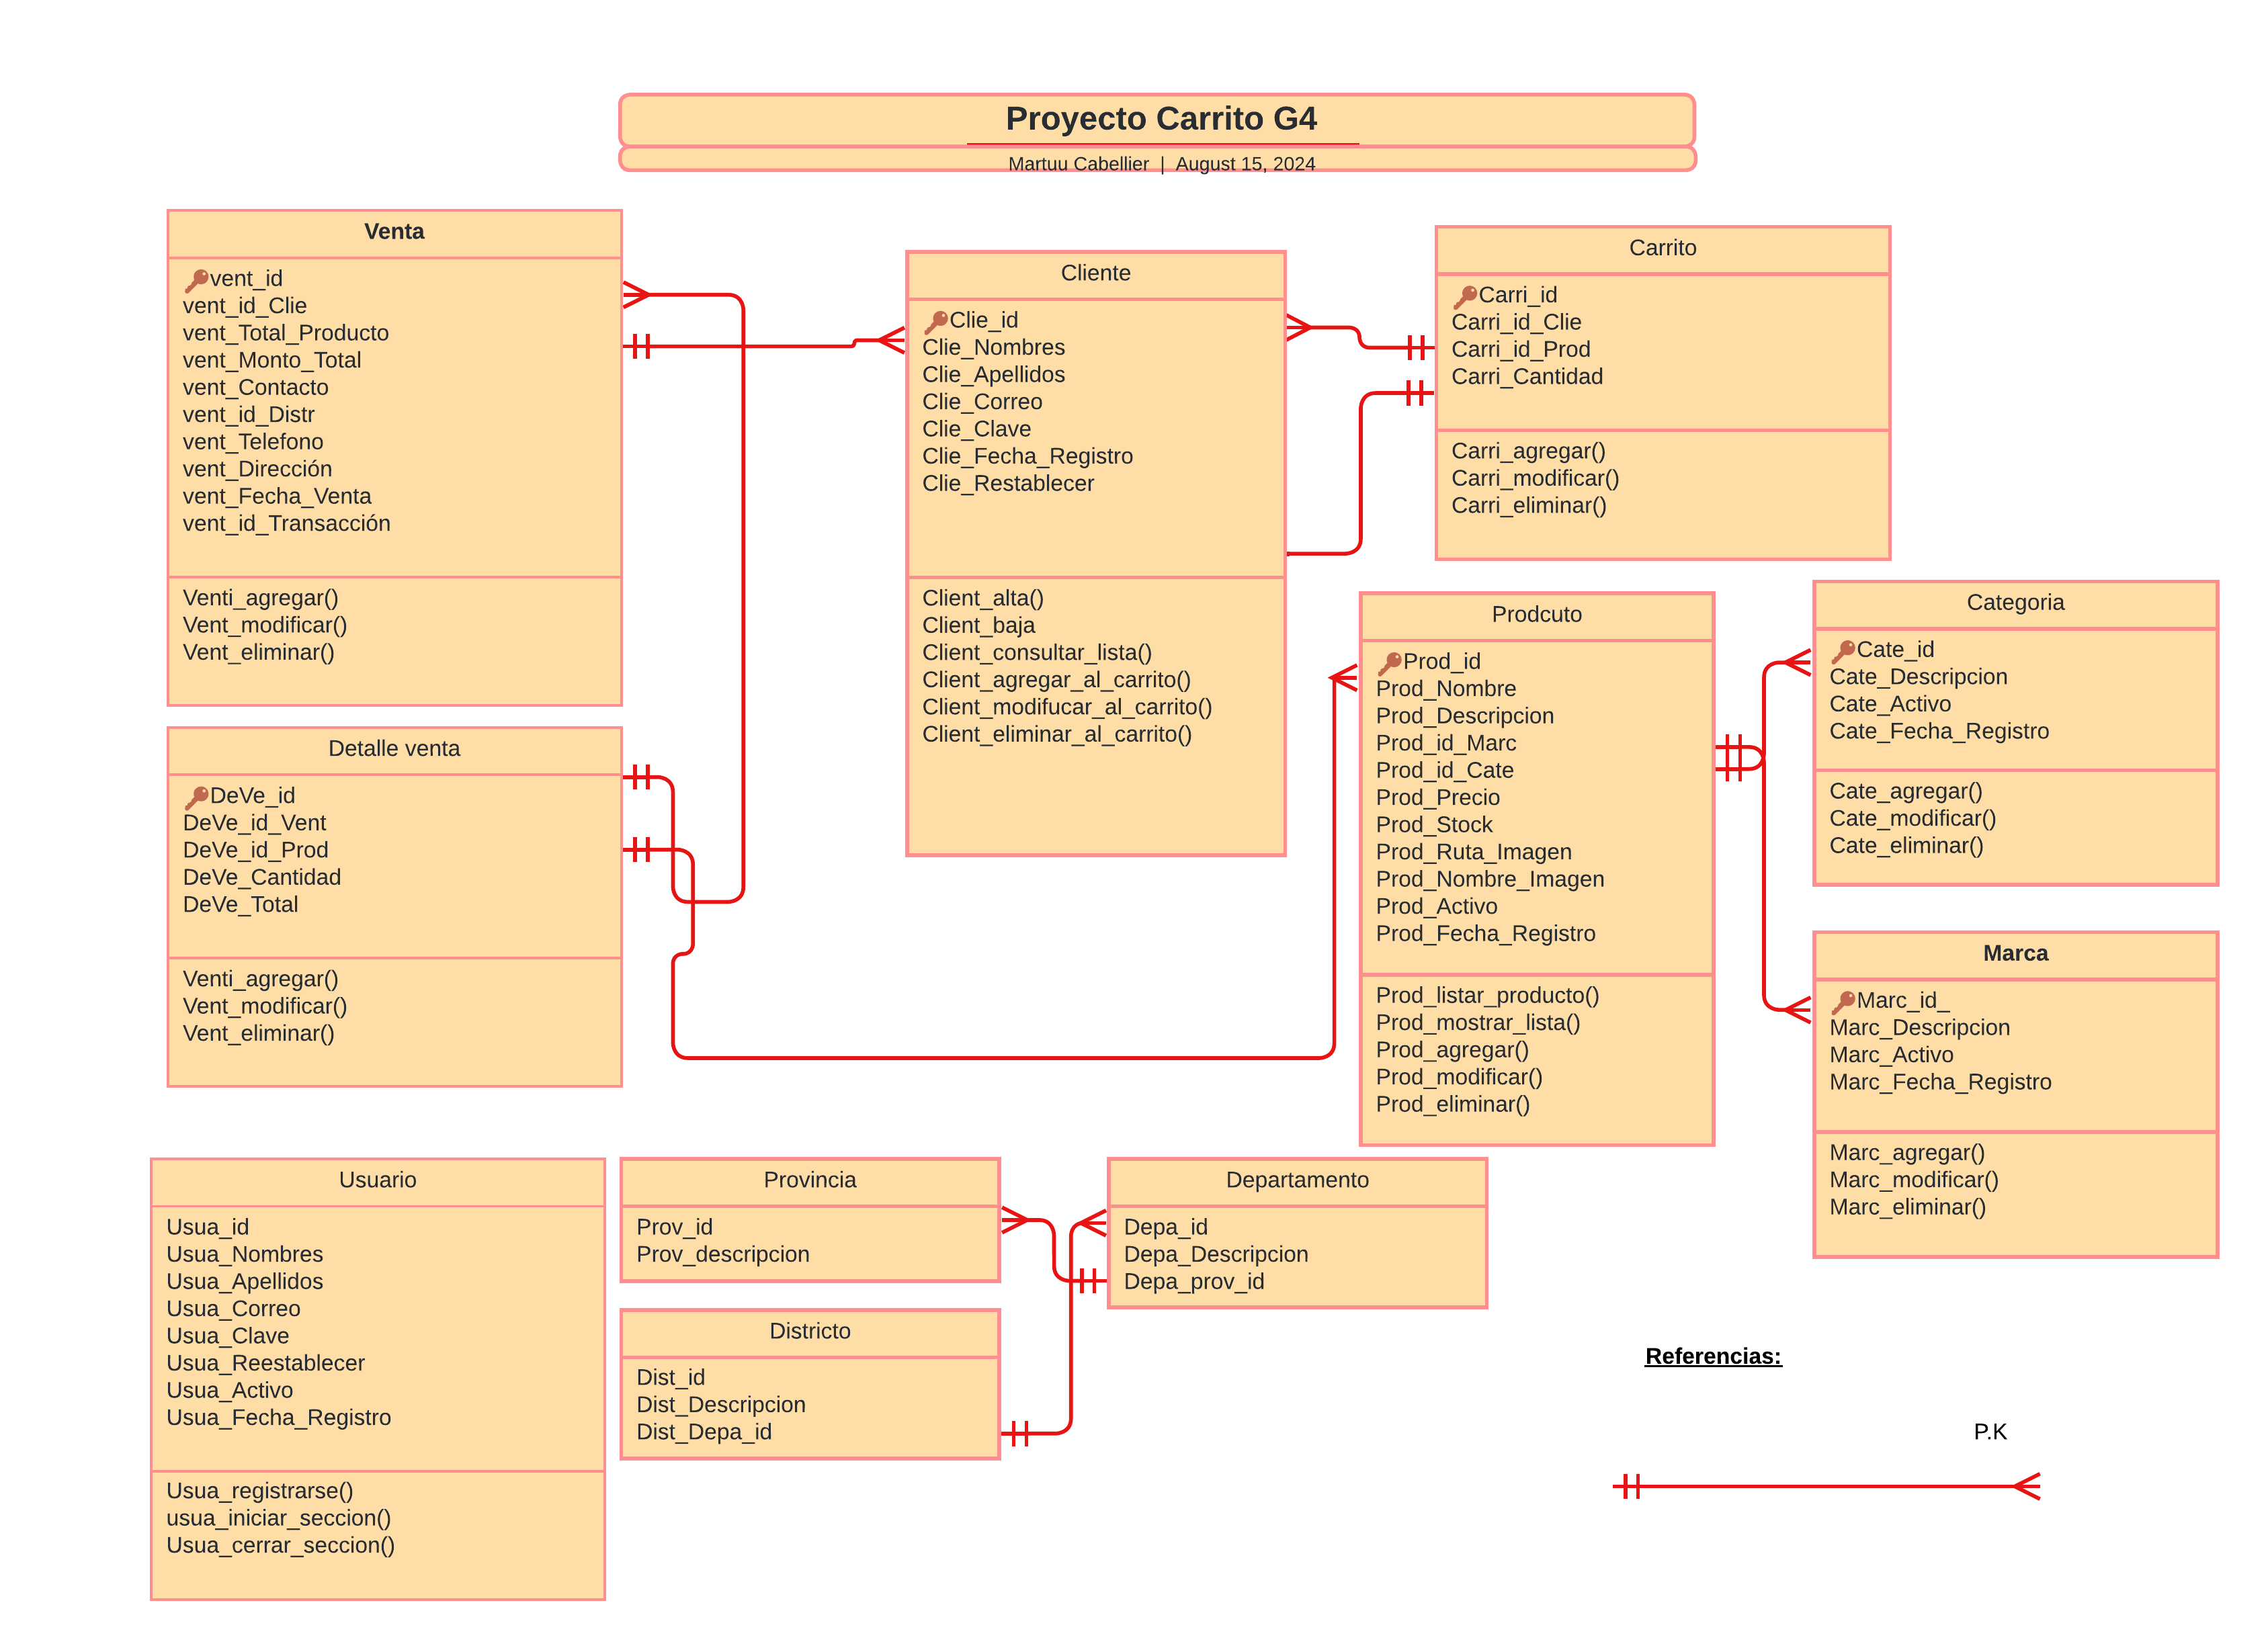 Proyecto Carrito G4
Martuu Cabellier | August 15, 2024
Venta
vent_id
vent_id_Clie
vent_Total_Producto
vent_Monto_Total
vent_Contacto
vent_id_Distr
vent_Telefono
vent_Dirección
vent_Fecha_Venta
vent_id_Transacción
Venti_agregar()
Vent_modificar()
Vent_eliminar()
Cliente
Clie_id
Clie_Nombres
Clie_Apellidos
Clie_Correo
Clie_Clave
Clie_Fecha_Registro
Clie_Restablecer
Client_alta()
Client_baja
Client_consultar_lista()
Client_agregar_al_carrito()
Client_modifucar_al_carrito()
Client_eliminar_al_carrito()
Carrito
Carri_id
Carri_id_Clie
Carri_id_Prod
Carri_Cantidad
Carri_agregar()
Carri_modificar()
Carri_eliminar()
Detalle venta
DeVe_id
DeVe_id_Vent
DeVe_id_Prod
DeVe_Cantidad
DeVe_Total
Venti_agregar()
Vent_modificar()
Vent_eliminar()
Prodcuto
Prod_id
Prod_Nombre
Prod_Descripcion
Prod_id_Marc
Prod_id_Cate
Prod_Precio
Prod_Stock
Prod_Ruta_Imagen
Prod_Nombre_Imagen
Prod_Activo
Prod_Fecha_Registro
Prod_listar_producto()
Prod_mostrar_lista()
Prod_agregar()
Prod_modificar()
Prod_eliminar()
Categoria
Cate_id
Cate_Descripcion
Cate_Activo
Cate_Fecha_Registro
Cate_agregar()
Cate_modificar()
Cate_eliminar()
Marca
Marc_id_
Marc_Descripcion
Marc_Activo
Marc_Fecha_Registro
Marc_agregar()
Marc_modificar()
Marc_eliminar()
Usuario
Usua_id
Usua_Nombres
Usua_Apellidos
Usua_Correo
Usua_Clave
Usua_Reestablecer
Usua_Activo
Usua_Fecha_Registro
Usua_registrarse()
usua_iniciar_seccion()
Usua_cerrar_seccion()
Provincia
Prov_id
Prov_descripcion
Departamento
Depa_id
Depa_Descripcion
Depa_prov_id
Districto
Dist_id
Dist_Descripcion
Dist_Depa_id
Referencias:
P.K